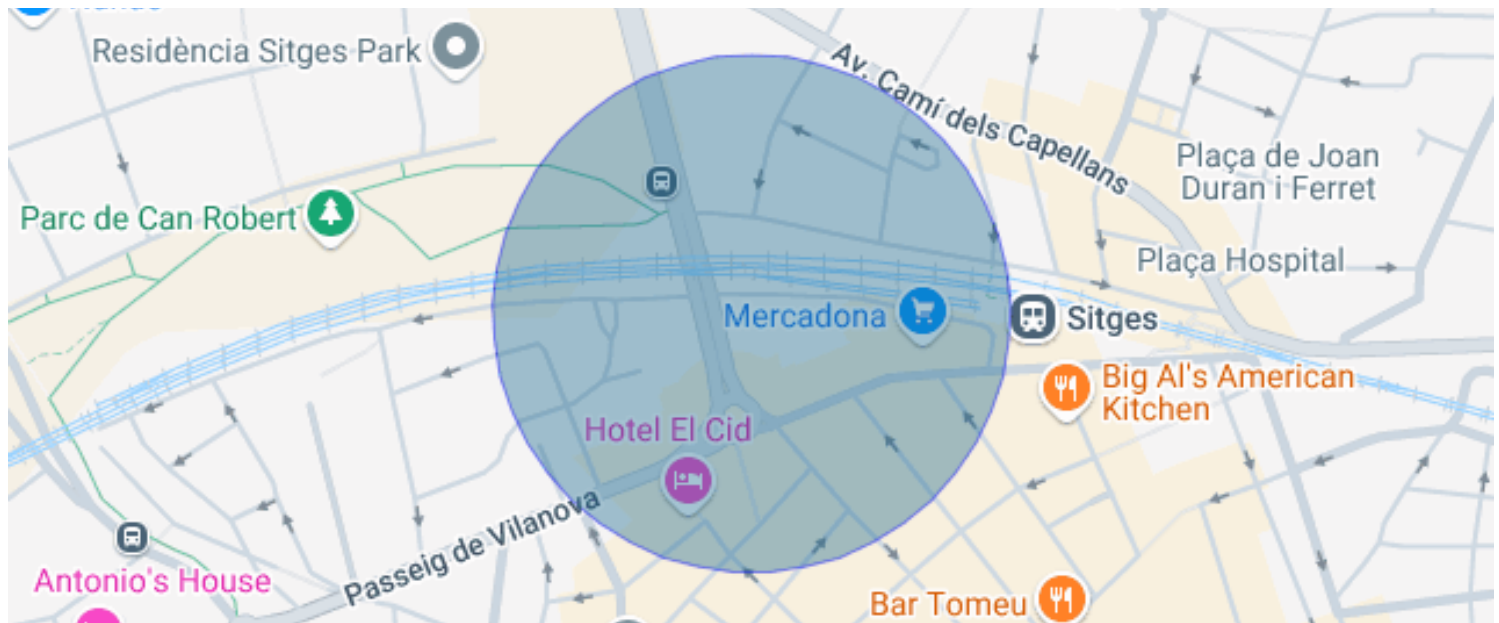 Residència Sitges Park
Av. Camí dels Capellans
Plaça de Joan
Duran i Ferret
Parc de Can Robert
Plaça Hospital
Mercadona
Sitges
Big Al's American
Kitchen
Hotel El Cid
Passeig de Vilanova
Antonio's House
Bar Tomeu